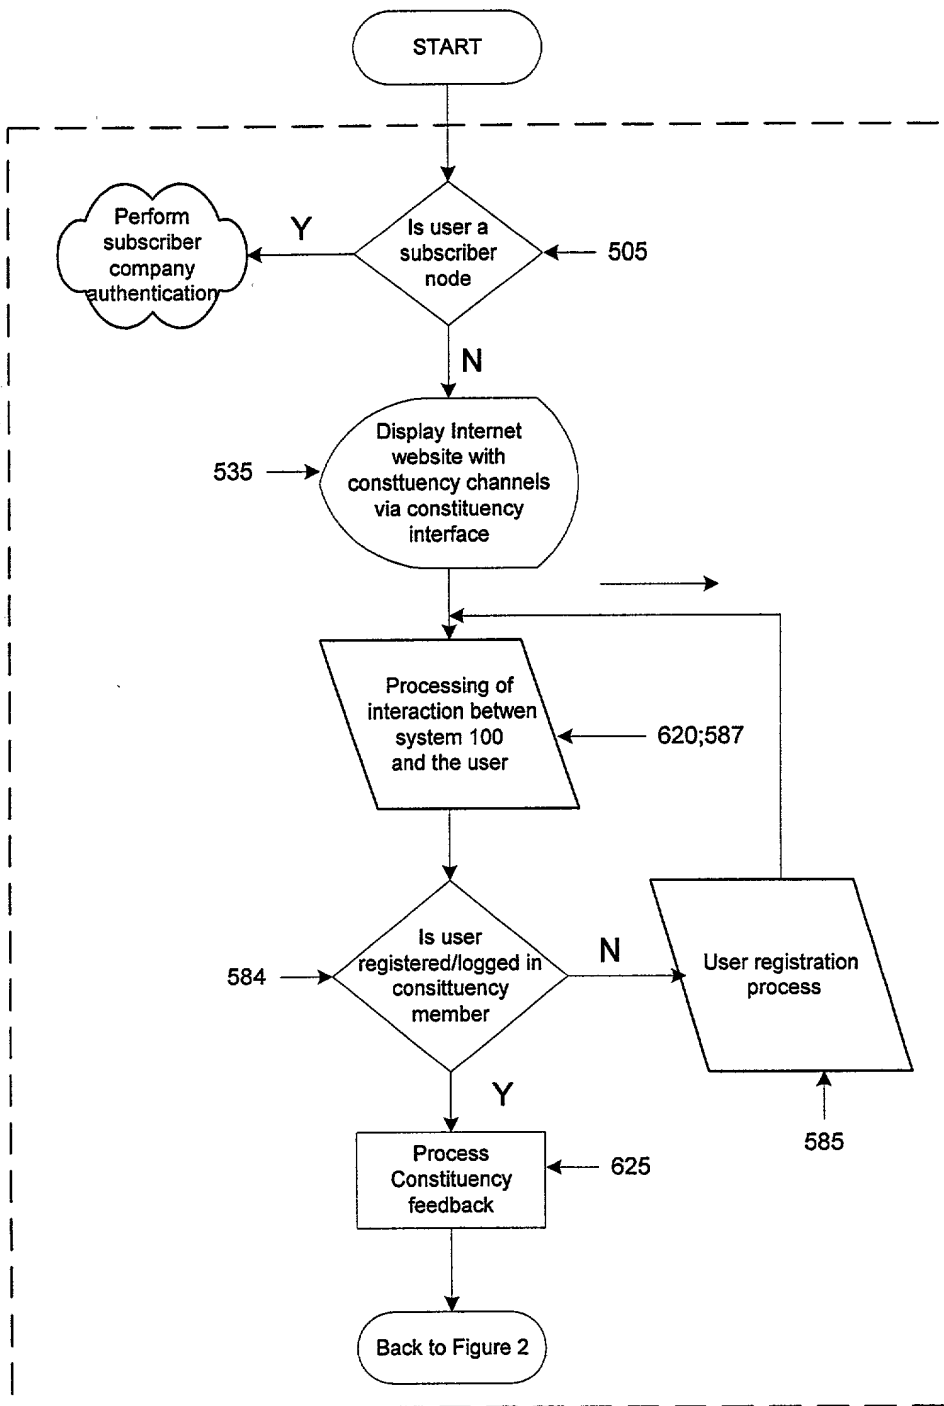 START
Perform
subscriber
company
authentication
Y
Is user a
subscriber
node
505
N
535
Display Internet
website with
consttuency channels
via constituency
interface
Processing of
interaction betwen
system 100
and the user
620;587
584
Is user
registered/logged in
consittuency
member
N
User registration
process
585
Y
Process
Constituency
feedback
625
Back to Figure 2